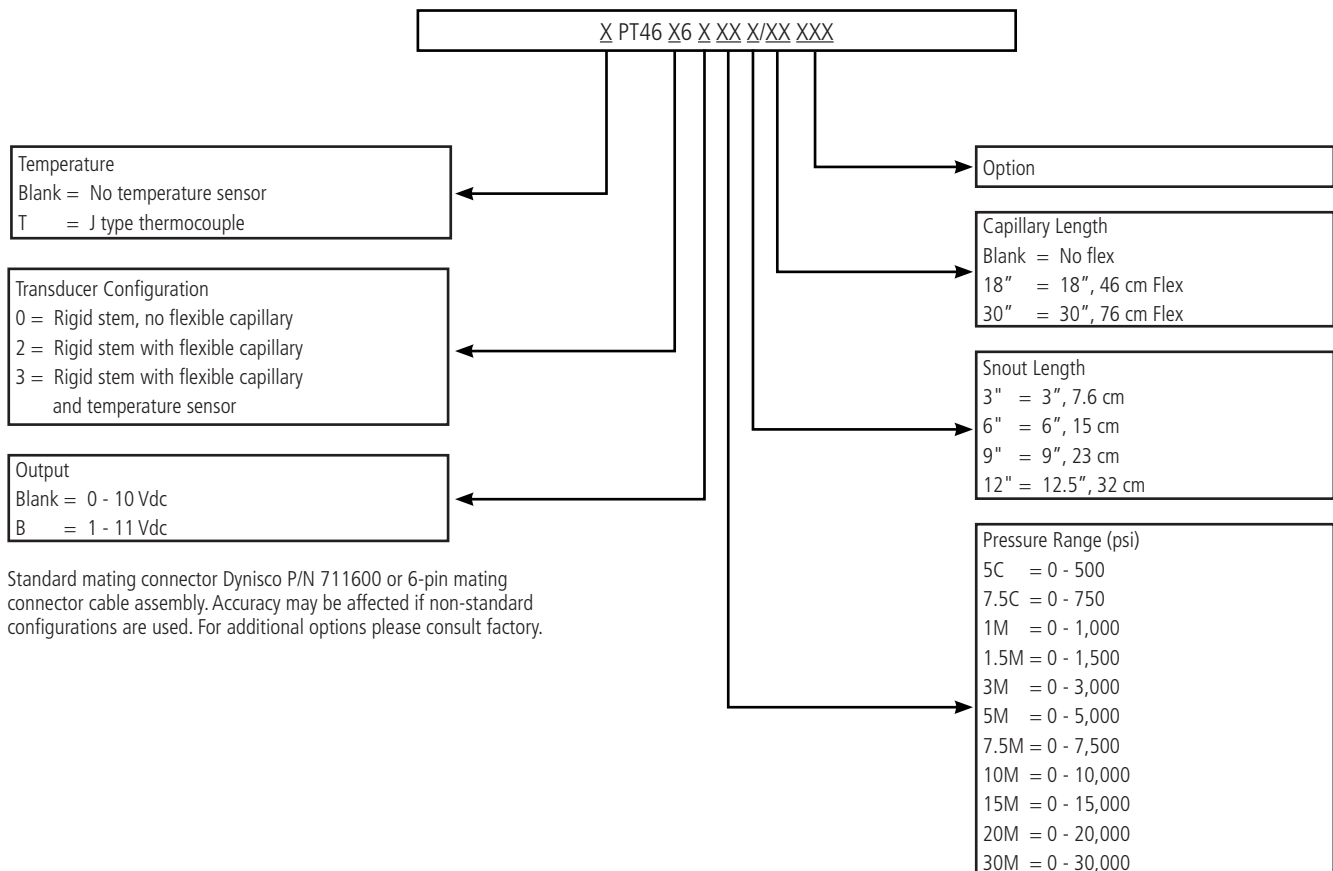 X PT46 X6 X XX X/XX XXX
Temperature
Blank = No temperature sensor
T = J type thermocouple
Transducer Configuration
0 = Rigid stem, no flexible capillary
2 = Rigid stem with flexible capillary
3 = Rigid stem with flexible capillary
and temperature sensor
Output
Blank = 0 - 10 Vdc
B = 1 - 11 Vdc
Standard mating connector Dynisco P/N 711600 or 6-pin mating
connector cable assembly. Accuracy may be affected if non-standard
configurations are used. For additional options please consult factory.
Option
Capillary Length
Blank = No flex
18” = 18”, 46 cm Flex
30” = 30”, 76 cm Flex
Snout Length
3" = 3”, 7.6 cm
6" = 6”, 15 cm
9" = 9”, 23 cm
12" = 12.5”, 32 cm
Pressure Range (psi)
5C = 0 - 500
7.5C = 0 - 750
1M = 0 - 1,000
1.5M = 0 - 1,500
3M = 0 - 3,000
5M = 0 - 5,000
7.5M = 0 - 7,500
10M = 0 - 10,000
15M = 0 - 15,000
20M = 0 - 20,000
30M = 0 - 30,000